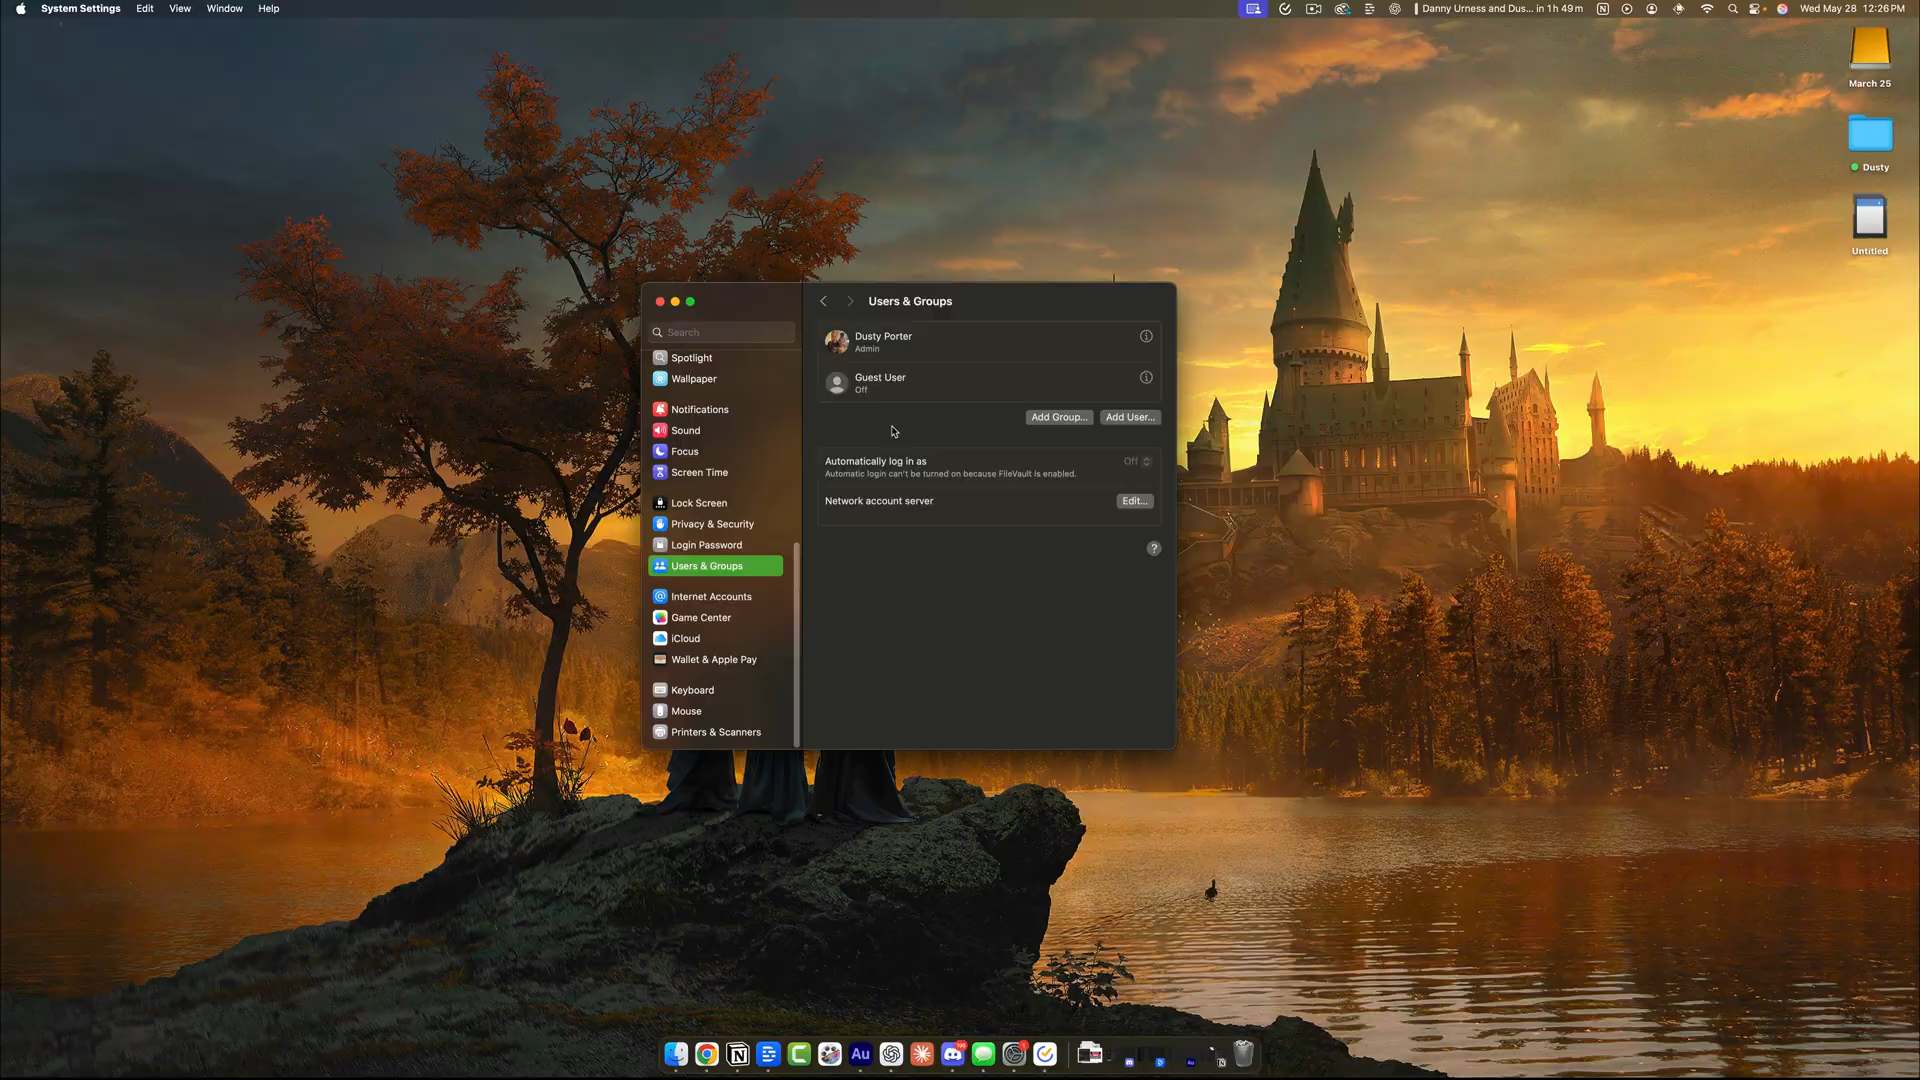 System Settings Edit View Window Help
Danny Urness and Dus... in 1h 49m
Wed May 28 12:26 PM
March 25
Dusty
Untitled
Search
Spotlight
Wallpaper
Notifications
Sound
Focus
Screen Time
Lock Screen
Privacy & Security
Login Password
Users & Groups
Internet Accounts
Game Center
iCloud
Wallet & Apple Pay
Keyboard
Mouse
Printers & Scanners
Users & Groups
Dusty Porter
Admin
Guest User
Off
Add Group... Add User...
Automatically log in as Off
Automatic login can't be turned on because FileVault is enabled.
Network account server Edit...
?
Au